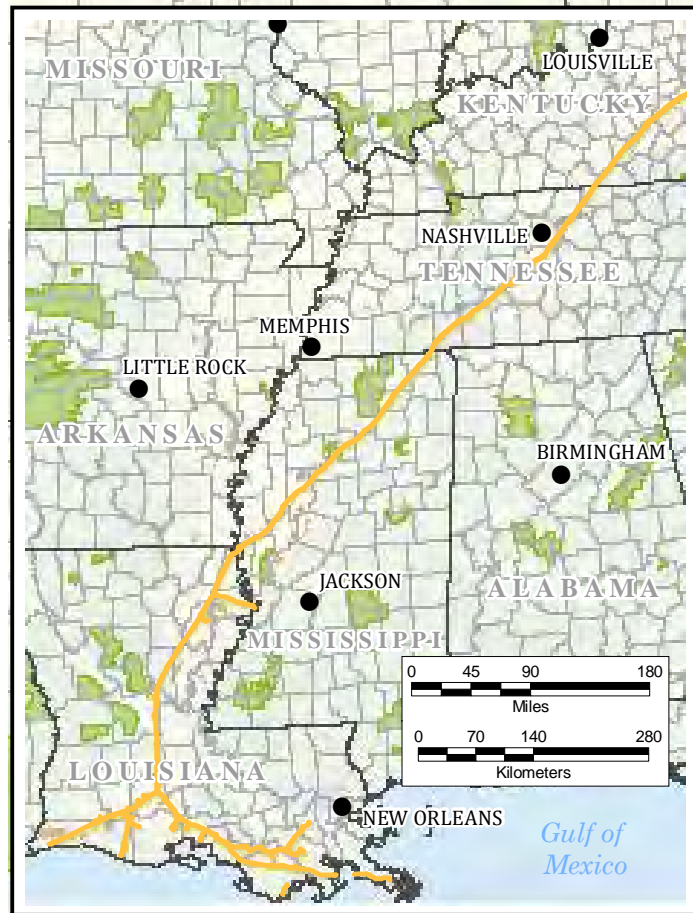 MISSOURI
LOUISVILLE
KENTUCKY
NASHVILLE
TENNESSEE
MEMPHIS
LITTLE ROCK
ARKANSAS
BIRMINGHAM
JACKSON
ALABAMA
MISSISSIPPI
0 45 90 180
Miles
0 70 140 280
Kilometers
LOUISIANA
NEW ORLEANS
Gulf of
Mexico